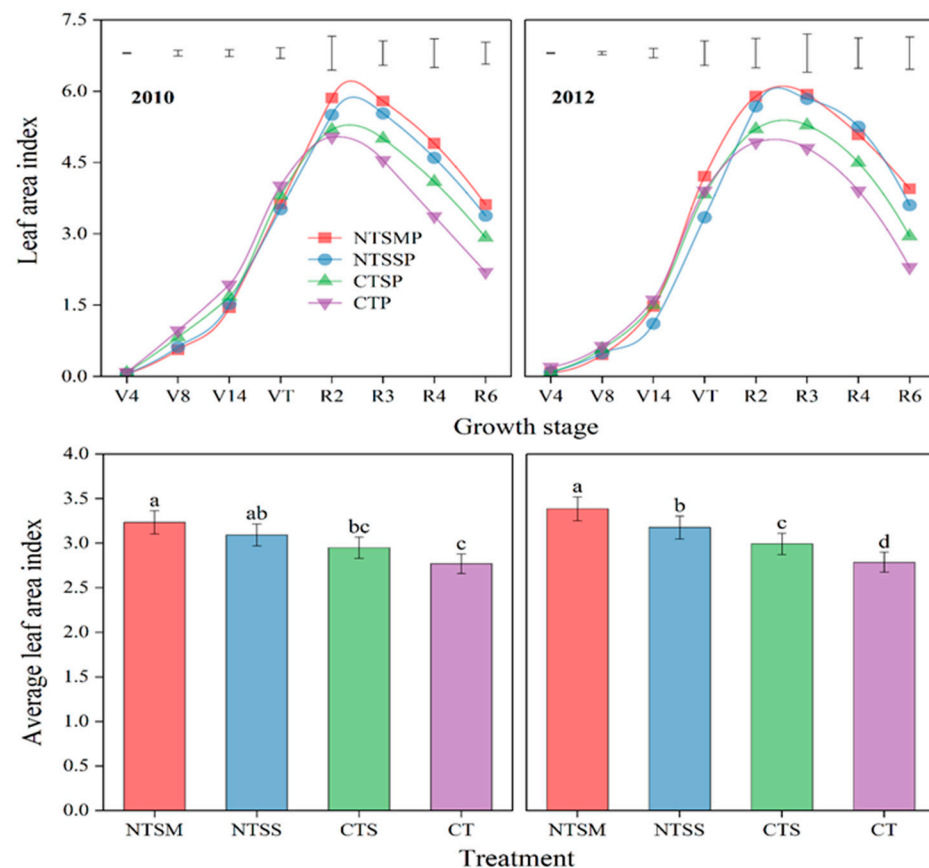 7.5
6.0
4.5
3.0
1.5
0.0
Leaf area index
2010
NTSMP
NTSSP
CTSP
CTP
V4 V8 V14 VT R2 R3 R4 R6
2012
V4 V8 V14 VT R2 R3 R4 R6
Growth stage
4.0
3.5
3.0
2.5
2.0
1.5
1.0
0.5
0.0
Average leaf area index
a ab bc c
NTSM NTSS CTS CT
a b c d
NTSM NTSS CTS CT
Treatment